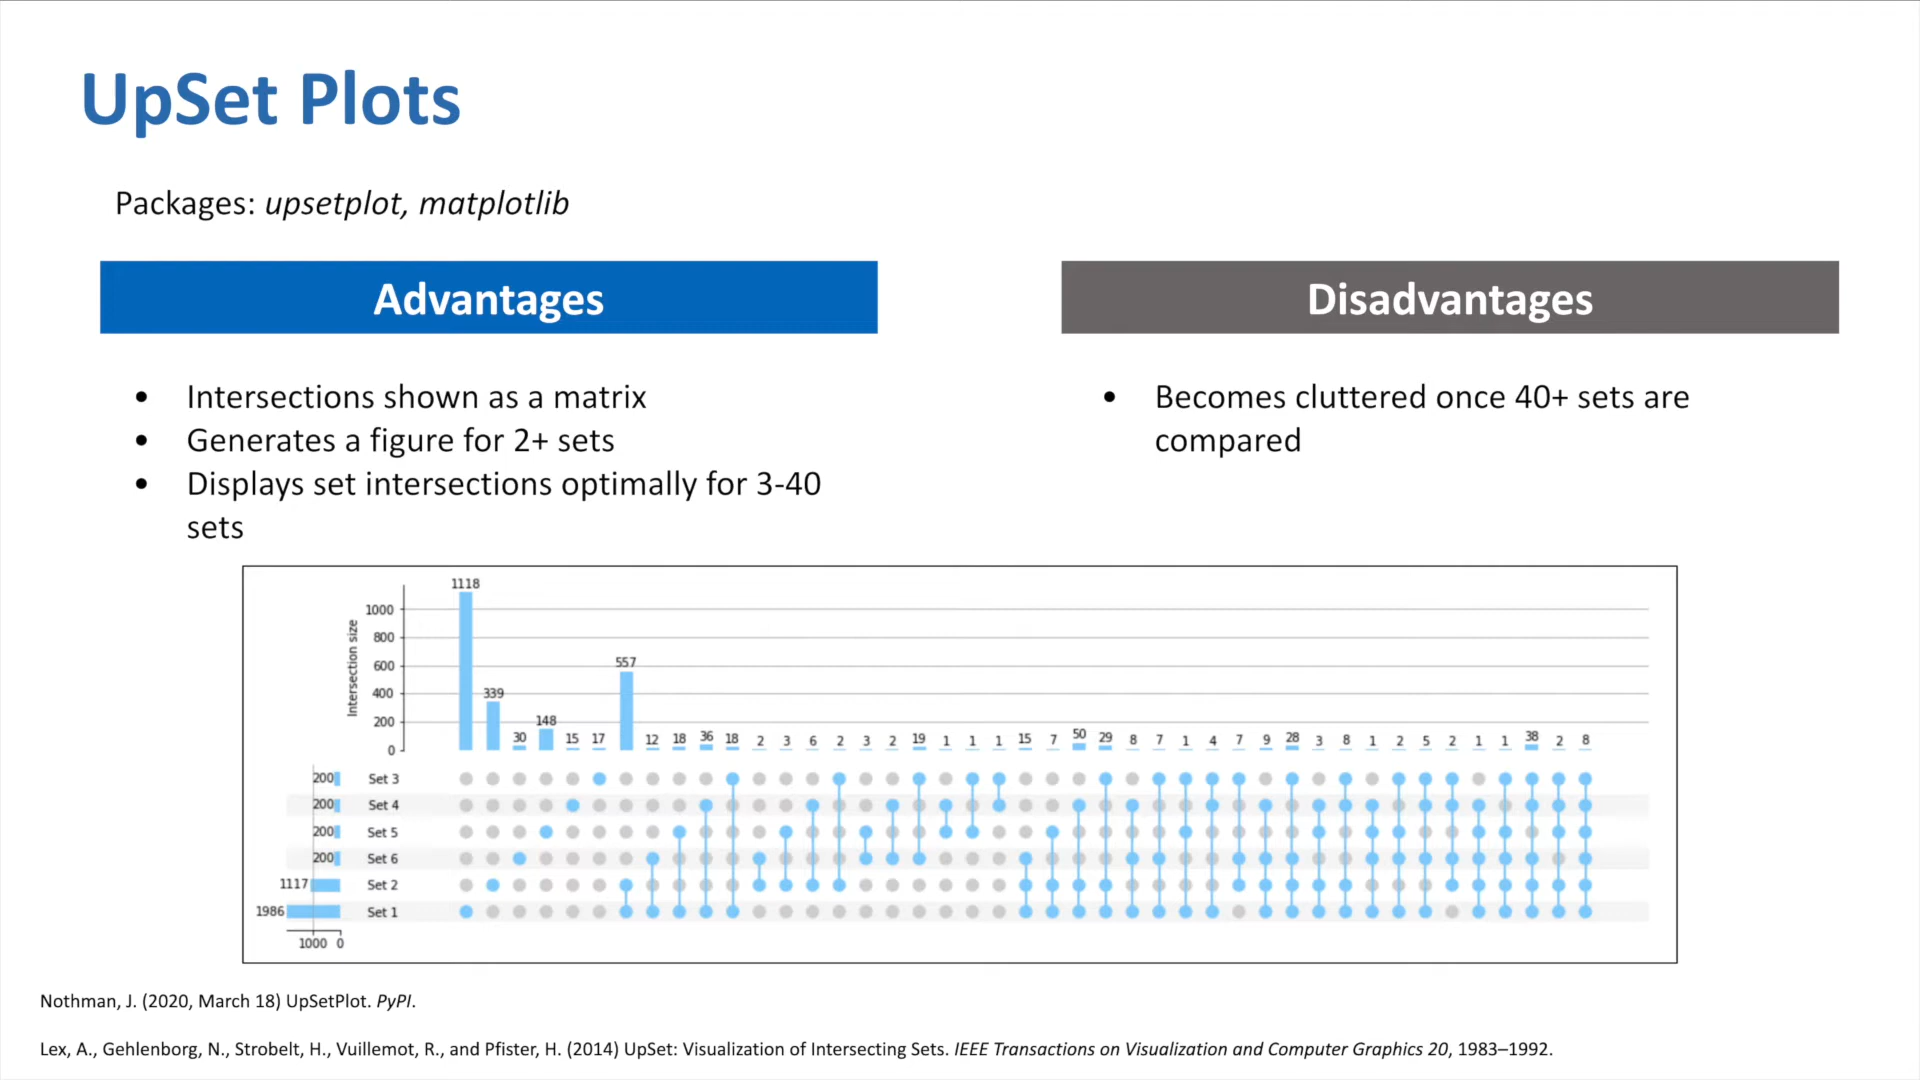 UpSet Plots
Packages: upsetplot, matplotlib
Advantages
Disadvantages
• Intersections shown as a matrix
• Generates a figure for 2+ sets
• Displays set intersections optimally for 3-40
sets
• Becomes cluttered once 40+ sets are
compared
Intersection size
1000
800
600
400
200
0
1118 339 30 148 15 17 557 12 18 36 18 2 3 6 2 3 2 19 1 1 1 15 7 50 29 8 7 1 4 7 9 28 3 8 1 2 5 2 1 1 38 2 8
200 Set 3
200 Set 4
200 Set 5
200 Set 6
1117 Set 2
1986 Set 1
1000 0
Nothman, J. (2020, March 18) UpSetPlot. PyPI.
Lex, A., Gehlenborg, N., Strobelt, H., Vuillemot, R., and Pfister, H. (2014) UpSet: Visualization of Intersecting Sets. IEEE Transactions on Visualization and Computer Graphics 20, 1983–1992.